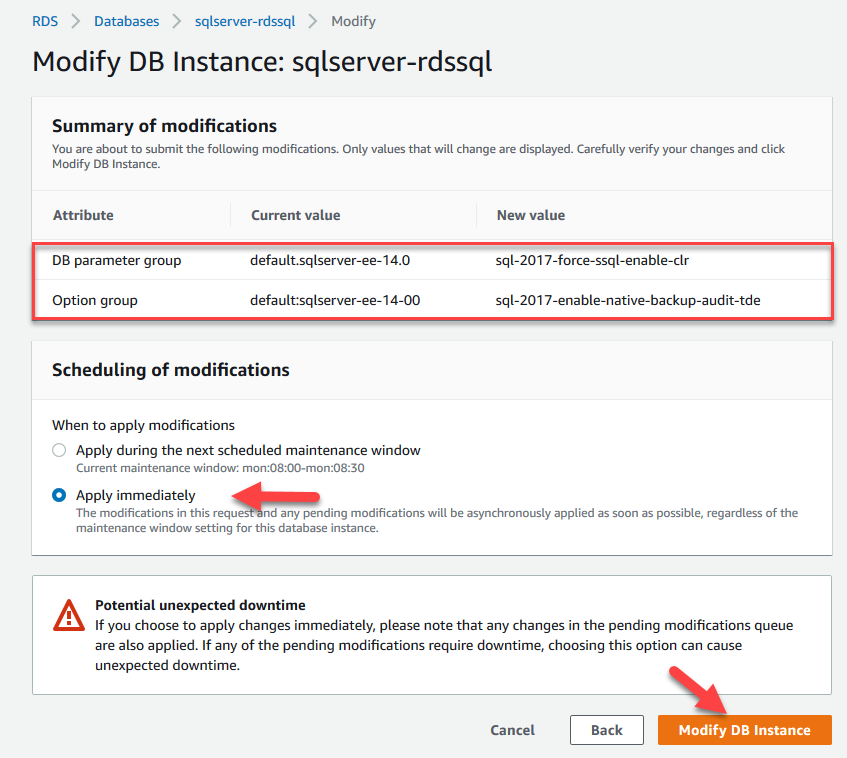 RDS > Databases > sqlserver-rdssql > Modify
Modify DB Instance: sqlserver-rdssql
Summary of modifications
You are about to submit the following modifications. Only values that will change are displayed. Carefully verify your changes and click
Modify DB Instance.
Attribute Current value New value
DB parameter group default.sqlserver-ee-14.0 sql-2017-force-ssql-enable-clr
Option group default:sqlserver-ee-14-00 sql-2017-enable-native-backup-audit-tde
Scheduling of modifications
When to apply modifications
Apply during the next scheduled maintenance window
Current maintenance window: mon:08:00-mon:08:30
Apply immediately
The modifications in this request and any pending modifications will be asynchronously applied as soon as possible, regardless of the
maintenance window setting for this database instance.
Potential unexpected downtime
If you choose to apply changes immediately, please note that any changes in the pending modifications queue
are also applied. If any of the pending modifications require downtime, choosing this option can cause
unexpected downtime.
Cancel Back Modify DB Instance